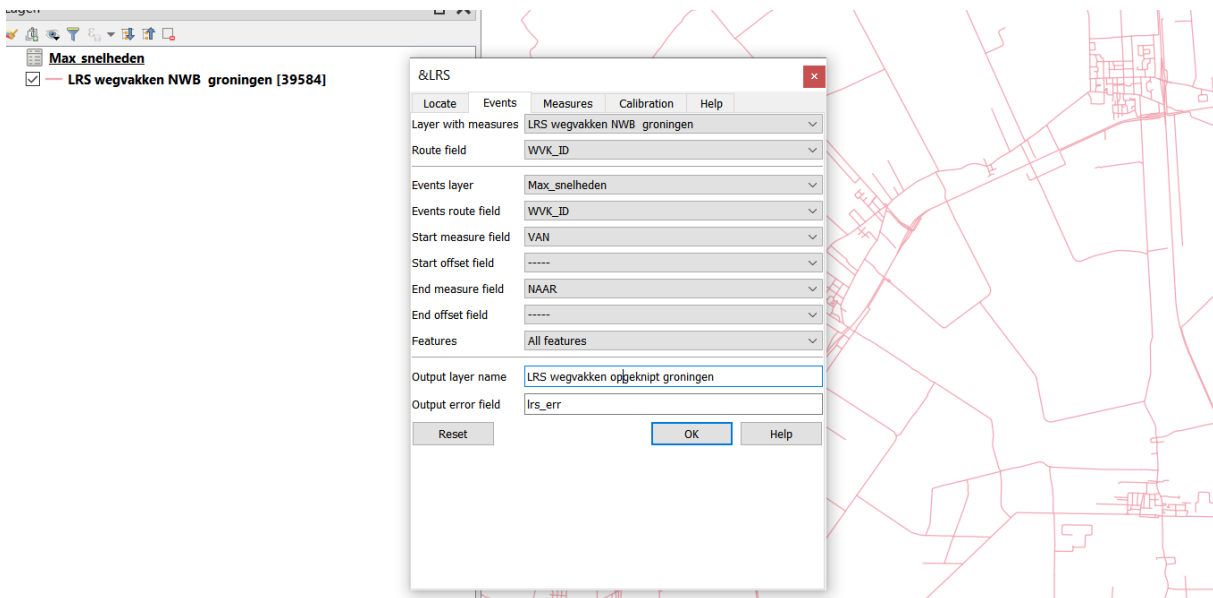 Lagen
Max_snelheden
LRS wegvakken NWB groningen [39584]
&LRS
Locate Events Measures Calibration Help
Layer with measures LRS wegvakken NWB groningen
Route field WVK_ID
Events layer Max_snelheden
Events route field WVK_ID
Start measure field VAN
Start offset field -----
End measure field NAAR
End offset field -----
Features All features
Output layer name LRS wegvakken opgeknipt groningen
Output error field lrs_err
Reset OK Help